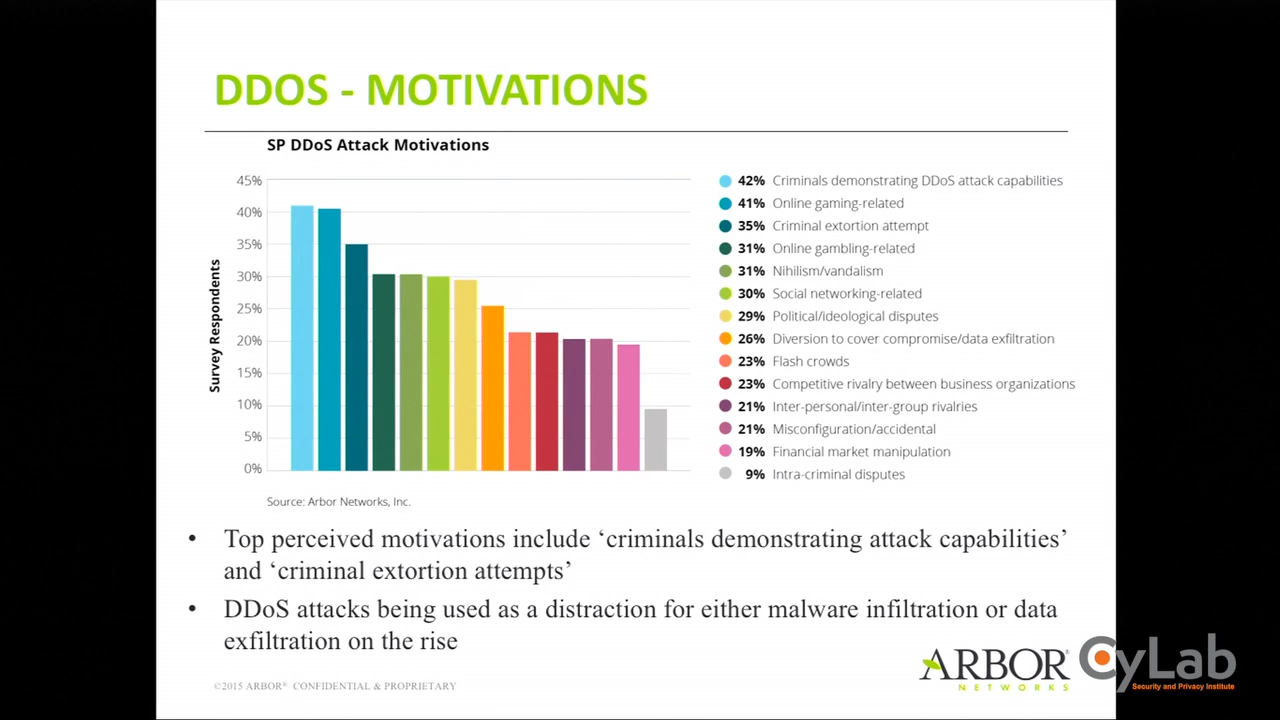 DDOS - MOTIVATIONS
SP DDoS Attack Motivations
Survey Respondents
45%
40%
35%
30%
25%
20%
15%
10%
5%
0%
42% Criminals demonstrating DDoS attack capabilities
41% Online gaming-related
35% Criminal extortion attempt
31% Online gambling-related
31% Nihilism/vandalism
30% Social networking-related
29% Political/ideological disputes
26% Diversion to cover compromise/data exfiltration
23% Flash crowds
23% Competitive rivalry between business organizations
21% Inter-personal/inter-group rivalries
21% Misconfiguration/accidental
19% Financial market manipulation
9% Intra-criminal disputes
Source: Arbor Networks, Inc.
• Top perceived motivations include ‘criminals demonstrating attack capabilities’
and ‘criminal extortion attempts’
• DDoS attacks being used as a distraction for either malware infiltration or data
exfiltration on the rise
©2015 ARBOR® CONFIDENTIAL & PROPRIETARY
ARBOR®
NETWORKS
CyLab
Security and Privacy Institute